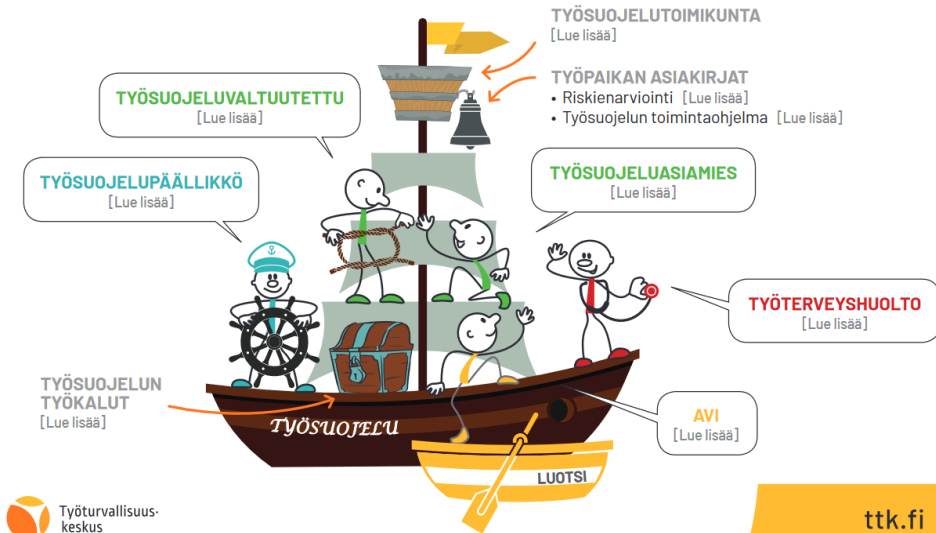 TYÖSUOJELUTOIMIKUNTA
[Lue lisää]
TYÖPAIKAN ASIAKIRJAT
• Riskienarviointi [Lue lisää]
• Työsuojelun toimintaohjelma [Lue lisää]
TYÖSUOJELUVALTUUTETTU
[Lue lisää]
TYÖSUOJELUPÄÄLLIKKÖ
[Lue lisää]
TYÖSUOJELUASIAMIES
[Lue lisää]
TYÖTERVEYSHUOLTO
[Lue lisää]
TYÖSUOJELUN
TYÖKALUT
[Lue lisää]
TYÖSUOJELU
AVI
[Lue lisää]
LUOTSI
Työturvallisuus-
keskus
ttk.fi